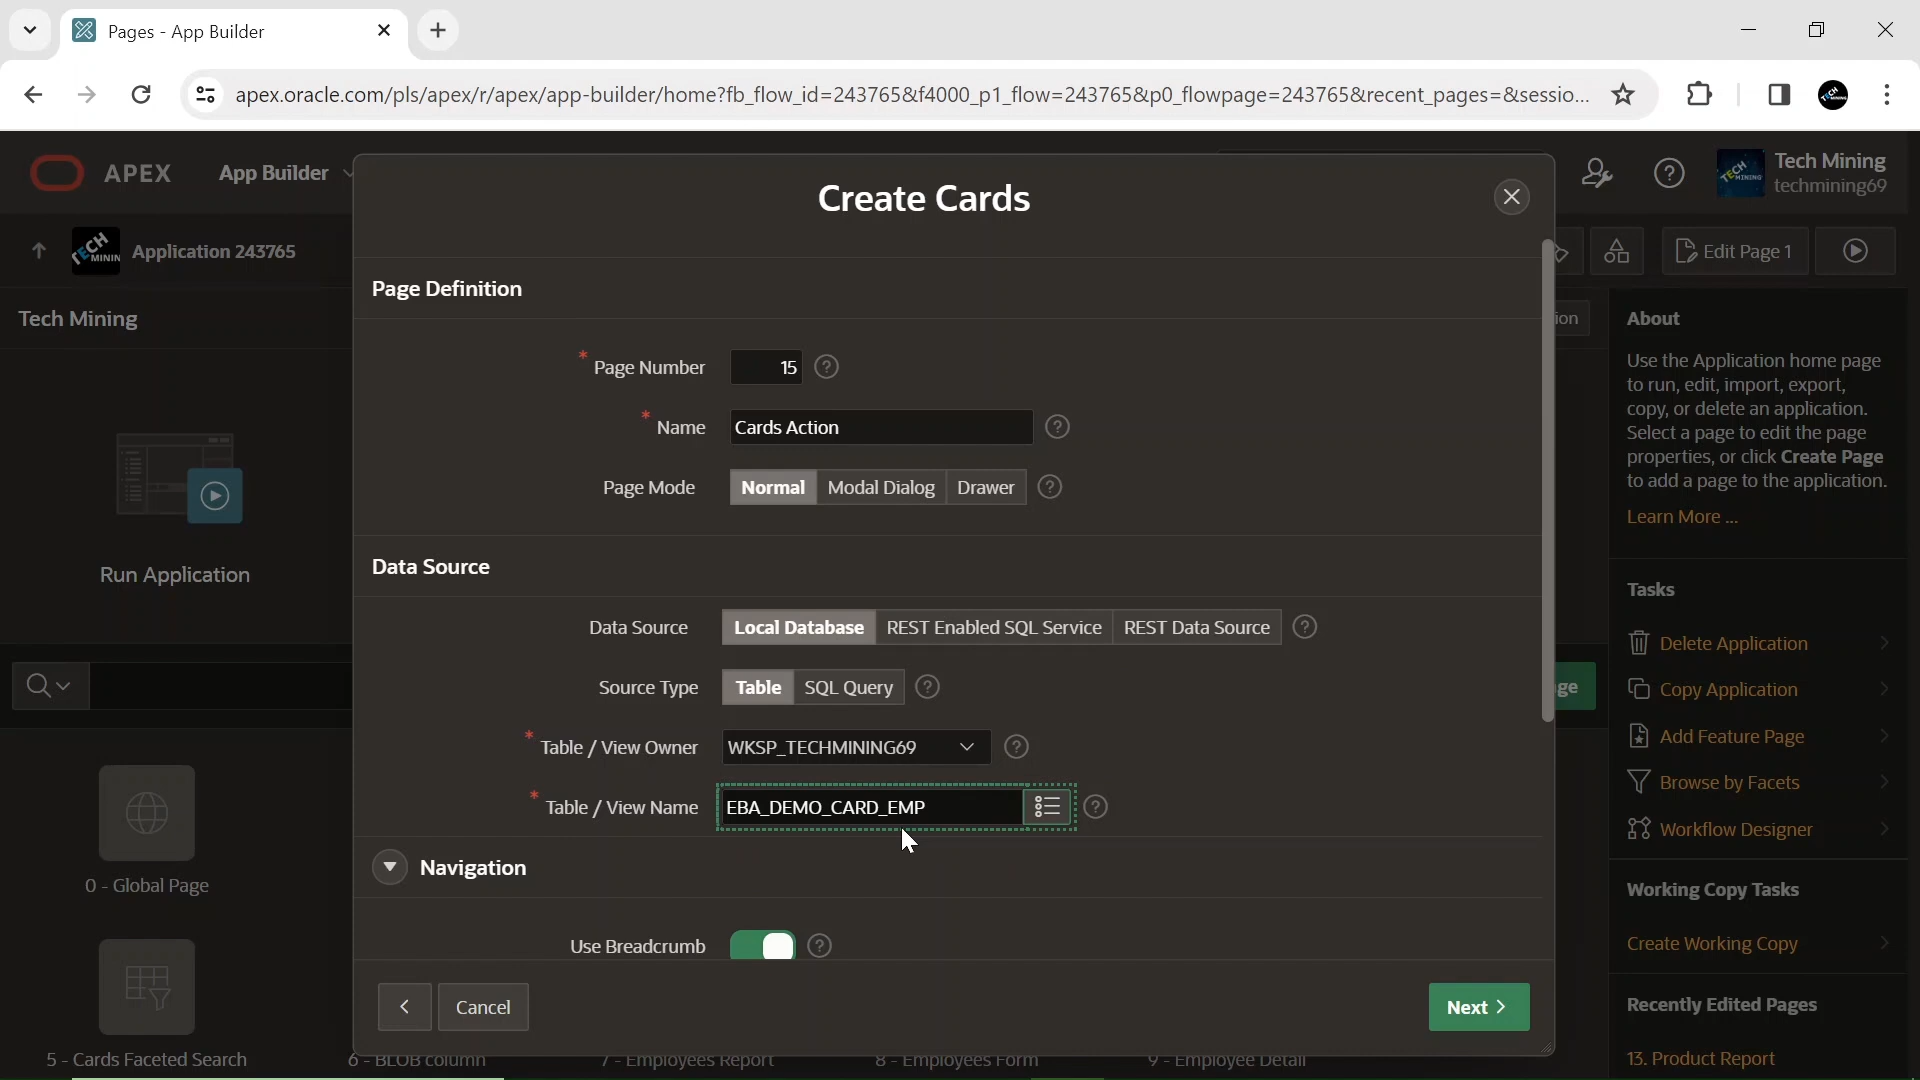 Pages - App Builder
apex.oracle.com/pls/apex/r/apex/app-builder/home?fb_flow_id=243765&f4000_p1_flow=243765&p0_flowpage=243765&recent_pages=&sessio...
APEX
App Builder
Tech Mining
techmining69
Application 243765
Edit Page 1
Tech Mining
Run Application
0 - Global Page
5 - Cards Faceted Search
6 - BLOB column
7 - Employees Report
8 - Employees Form
9 - Employee Detail
Create Cards
Page Definition
* Page Number 15
* Name Cards Action
Page Mode Normal Modal Dialog Drawer
Data Source
Data Source Local Database REST Enabled SQL Service REST Data Source
Source Type Table SQL Query
* Table / View Owner WKSP_TECHMINING69
* Table / View Name EBA_DEMO_CARD_EMP
Navigation
Use Breadcrumb
Cancel
Next
About
Use the Application home page
to run, edit, import, export,
copy, or delete an application.
Select a page to edit the page
properties, or click Create Page
to add a page to the application.
Learn More ...
Tasks
Delete Application
Copy Application
Add Feature Page
Browse by Facets
Workflow Designer
Working Copy Tasks
Create Working Copy
Recently Edited Pages
13. Product Report